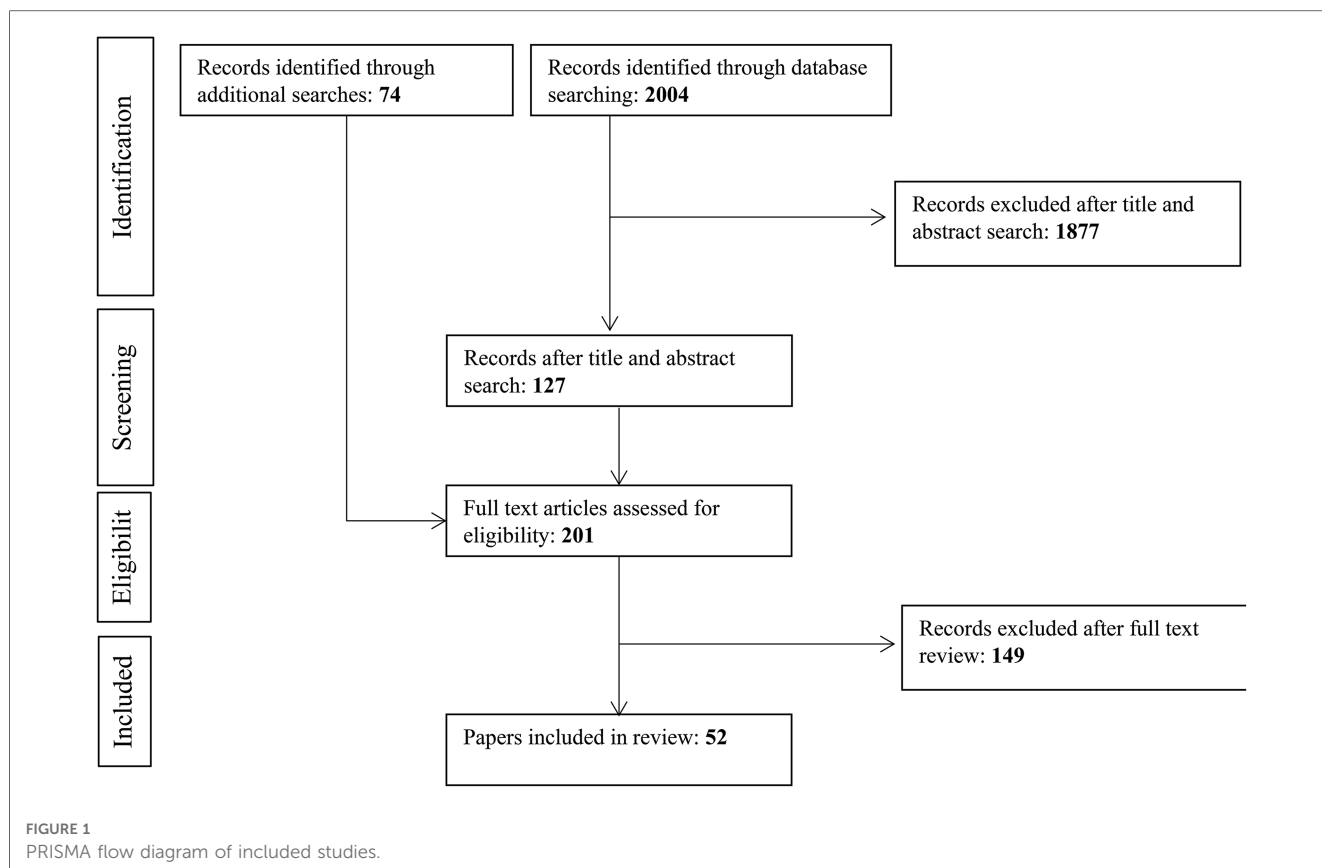 Identification
Records identified through
additional searches: 74
Records identified through database
searching: 2004
Records excluded after title and
abstract search: 1877
Screening
Records after title and abstract
search: 127
Eligibilit
Full text articles assessed for
eligibility: 201
Records excluded after full text
review: 149
Included
Papers included in review: 52
FIGURE 1
PRISMA flow diagram of included studies.